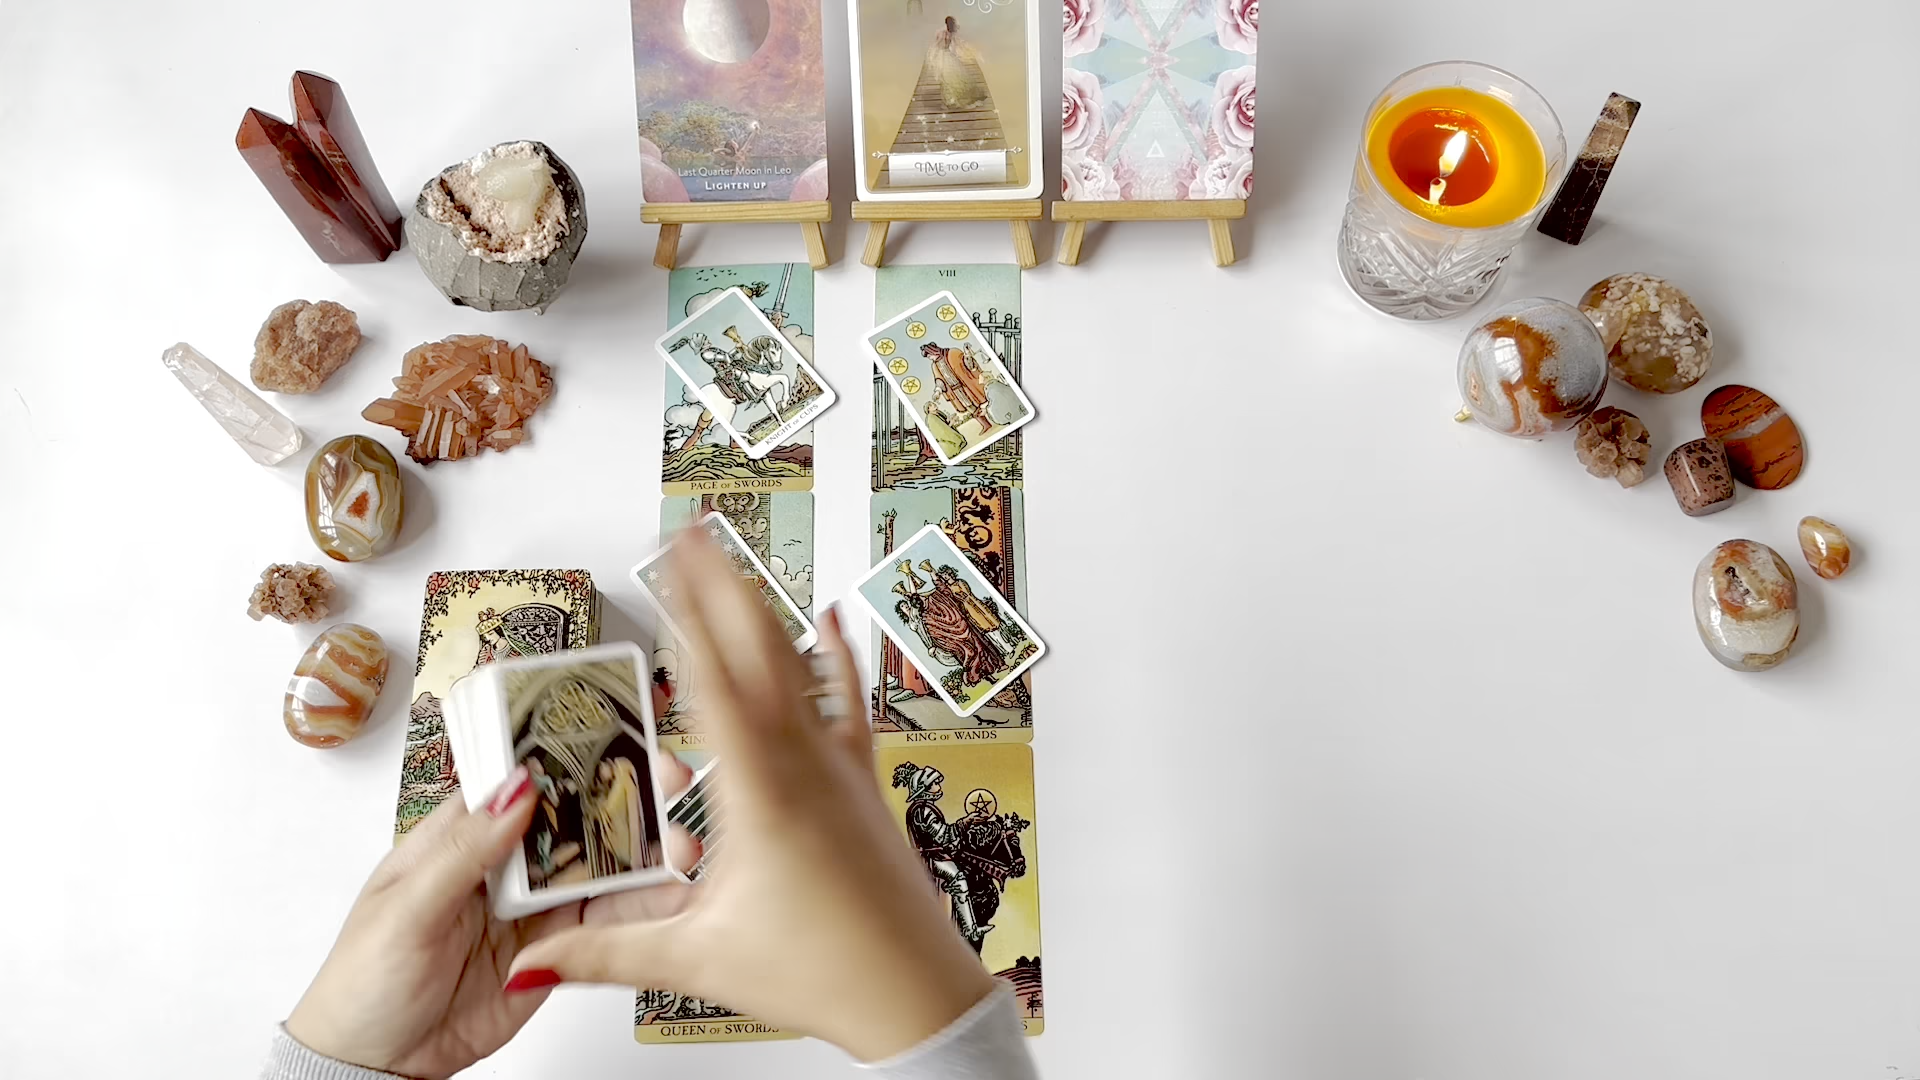 Last Quarter Moon in Leo
LIGHTEN UP
TIME TO GO
VIII
KNIGHT OF CUPS
PAGE OF SWORDS
KING OF WANDS
IX
QUEEN OF SWORDS